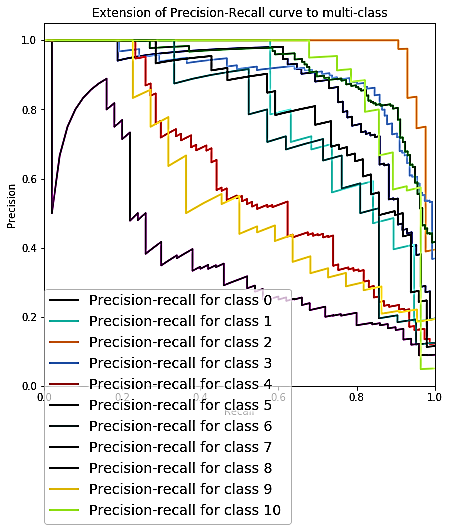 Extension of Precision-Recall curve to multi-class
1.0
0.8
0.6
0.4
0.2
0.0
Precision
0.0 0.2 0.4 0.6 0.8 1.0
Recall
Precision-recall for class 0
Precision-recall for class 1
Precision-recall for class 2
Precision-recall for class 3
Precision-recall for class 4
Precision-recall for class 5
Precision-recall for class 6
Precision-recall for class 7
Precision-recall for class 8
Precision-recall for class 9
Precision-recall for class 10